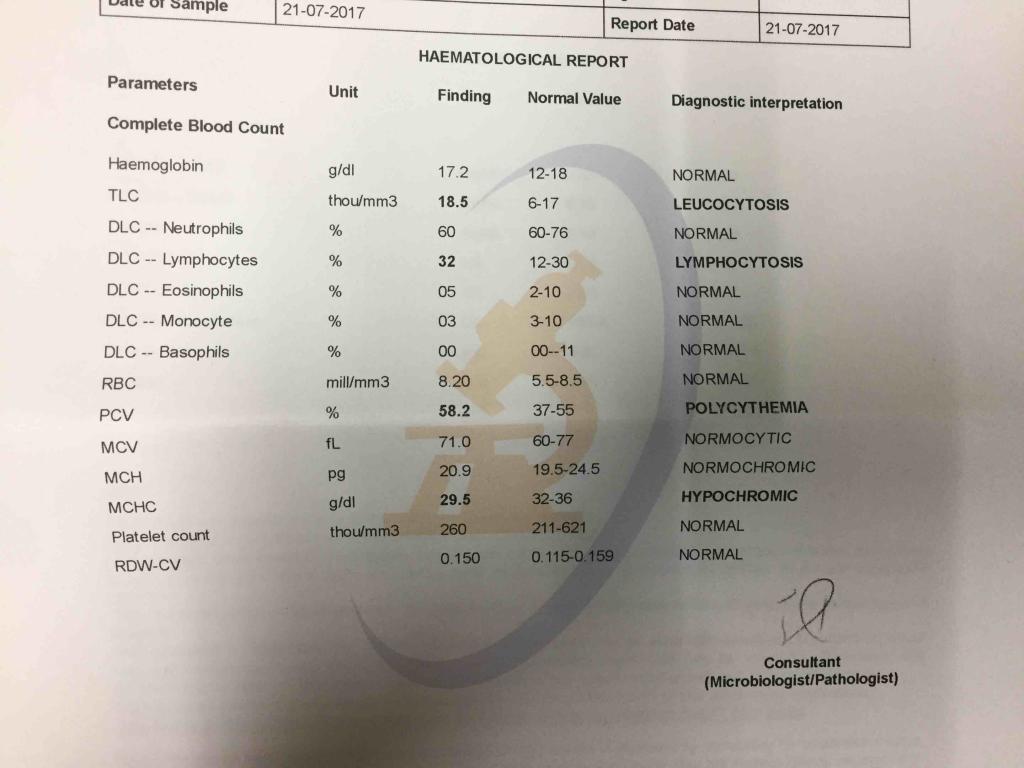 Date of Sample 21-07-2017
Report Date 21-07-2017
HAEMATOLOGICAL REPORT
Parameters Unit Finding Normal Value Diagnostic interpretation
Complete Blood Count
Haemoglobin g/dl 17.2 12-18 NORMAL
TLC thou/mm3 18.5 6-17 LEUCOCYTOSIS
DLC -- Neutrophils % 60 60-76 NORMAL
DLC -- Lymphocytes % 32 12-30 LYMPHOCYTOSIS
DLC -- Eosinophils % 05 2-10 NORMAL
DLC -- Monocyte % 03 3-10 NORMAL
DLC -- Basophils % 00 00--11 NORMAL
RBC mill/mm3 8.20 5.5-8.5 NORMAL
PCV % 58.2 37-55 POLYCYTHEMIA
MCV fL 71.0 60-77 NORMOCYTIC
MCH pg 20.9 19.5-24.5 NORMOCHROMIC
MCHC g/dl 29.5 32-36 HYPOCHROMIC
Platelet count thou/mm3 260 211-621 NORMAL
RDW-CV 0.150 0.115-0.159 NORMAL
Consultant
(Microbiologist/Pathologist)